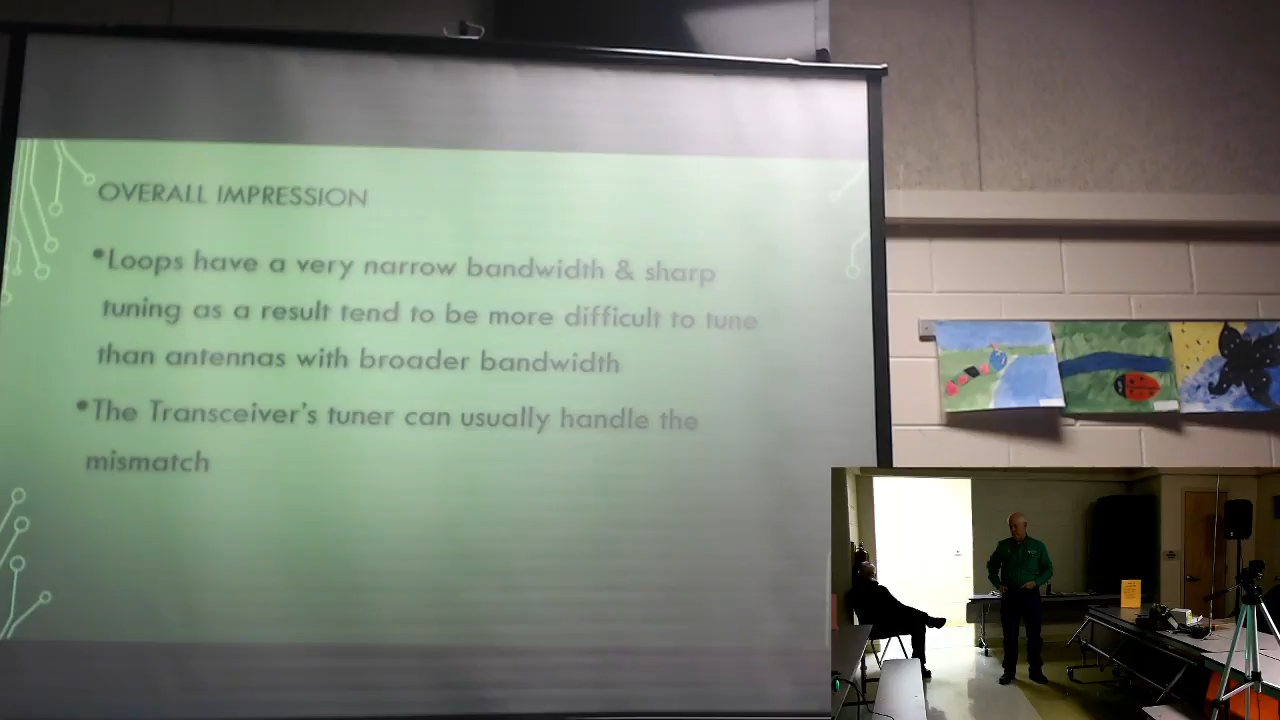 OVERALL IMPRESSION
•Loops have a very narrow bandwidth & sharp
tuning as a result tend to be more difficult to tune
than antennas with broader bandwidth
•The Transceiver's tuner can usually handle the
mismatch